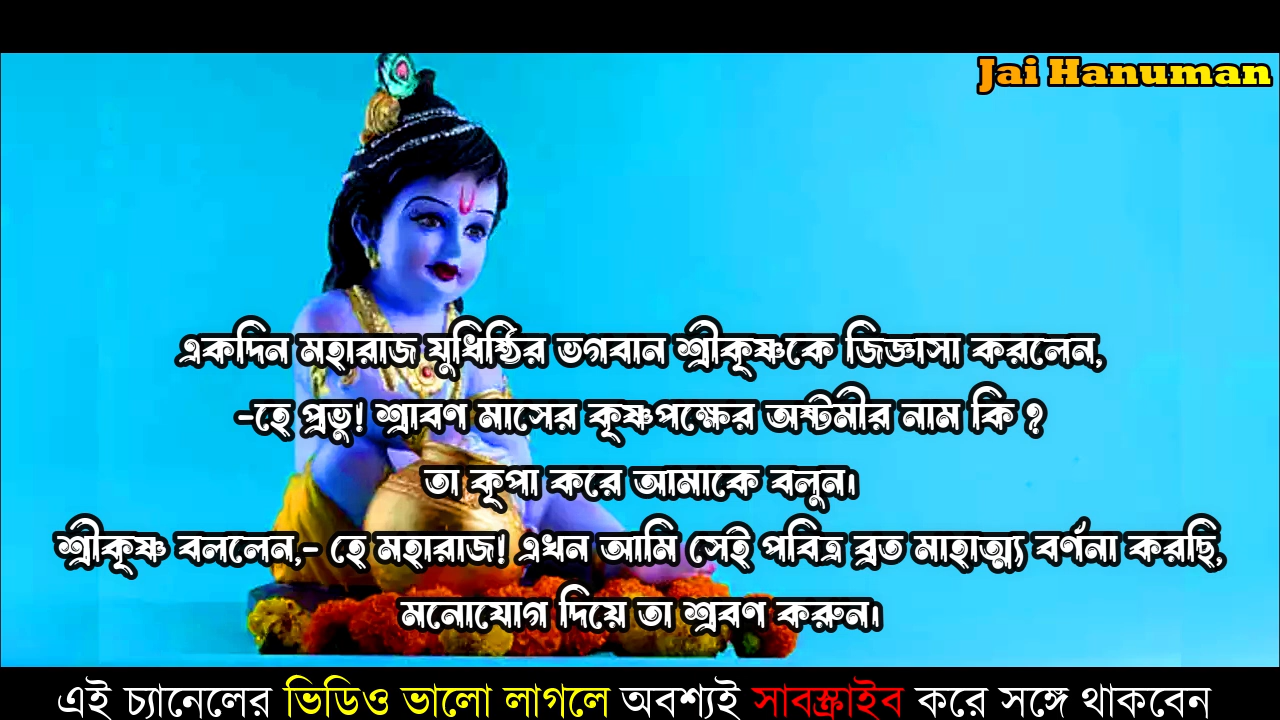 Jai Hanuman
একদিন মহারাজ যুধিষ্ঠির ভগবান শ্রীকৃষ্ণকে জিজ্ঞাসা করলেন,
-হে প্রভু! শ্রাবণ মাসের কৃষ্ণপক্ষের অষ্টমীর নাম কি ?
তা কৃপা করে আমাকে বলুন।
শ্রীকৃষ্ণ বললেন,- হে মহারাজ! এখন আমি সেই পবিত্র ব্রত মাহাত্ম্য বর্ণনা করছি,
মনোযোগ দিয়ে তা শ্রবণ করুন।
এই চ্যানেলের ভিডিও ভালো লাগলে অবশ্যই সাবস্ক্রাইব করে সঙ্গে থাকবেন